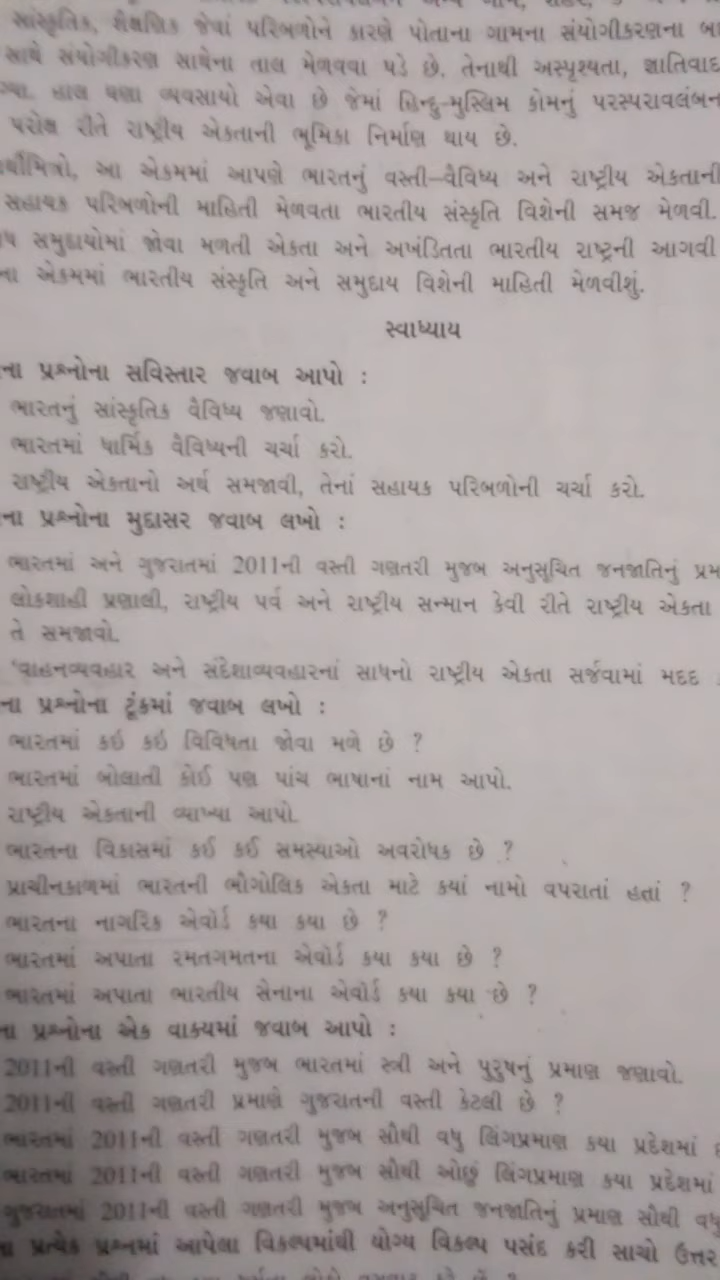 સાંસ્કૃતિક, શૈક્ષણિક જેવાં પરિબળોને કારણે પોતાના ગામના સંયોગીકરણના
સાથે સંયોગીકરણ સાથેના તાલ મેળવવા પડે છે. તેનાથી અસ્પૃશ્યતા, જ્ઞાતિવાદ
હાલ ઘણા વ્યવસાયો એવા છે જેમાં હિન્દુ-મુસ્લિમ કોમનું પરસ્પરાવલંબન
પરોક્ષ રીતે રાષ્ટ્રીય એકતાની ભૂમિકા નિર્માણ થાય છે.
આ એકમમાં આપણે ભારતનું વસ્તી-વૈવિધ્ય અને રાષ્ટ્રીય એકતાની
સહાયક પરિબળોની માહિતી મેળવતા ભારતીય સંસ્કૃતિ વિશેની સમજ મેળવી.
સમુદાયોમાં જોવા મળતી એકતા અને અખંડિતતા ભારતીય રાષ્ટ્રની આગવી
ના એકમમાં ભારતીય સંસ્કૃતિ અને સમુદાય વિશેની માહિતી મેળવીશું.
સ્વાધ્યાય
ના પ્રશ્નોના સવિસ્તાર જવાબ આપો :
ભારતનું સાંસ્કૃતિક વૈવિધ્ય જણાવો.
ભારતમાં ધાર્મિક વૈવિધ્યની ચર્ચા કરો.
રાષ્ટ્રીય એકતાનો અર્થ સમજાવી, તેનાં સહાયક પરિબળોની ચર્ચા કરો.
ના પ્રશ્નોના મુદ્દાસર જવાબ લખો :
ભારતમાં અને ગુજરાતમાં 2011ની વસ્તી ગણતરી મુજબ અનુસૂચિત જનજાતિનું
લોકશાહી પ્રણાલી, રાષ્ટ્રીય પર્વ અને રાષ્ટ્રીય સન્માન કેવી રીતે રાષ્ટ્રીય એકતા
તે સમજાવો.
'વાહનવ્યવહાર અને સંદેશાવ્યવહારનાં સાધનો રાષ્ટ્રીય એકતા સર્જવામાં મદદ
ના પ્રશ્નોના ટૂંકમાં જવાબ લખો :
ભારતમાં કઈ કઈ વિવિધતા જોવા મળે છે ?
ભારતમાં બોલાતી કોઈ પણ પાંચ ભાષાનાં નામ આપો.
રાષ્ટ્રીય એકતાની વ્યાખ્યા આપો.
ભારતના વિકાસમાં કઈ કઈ સમસ્યાઓ અવરોધક છે ?
પ્રાચીનકાળમાં ભારતની ભૌગોલિક એકતા માટે કયાં નામો વપરાતાં હતાં ?
ભારતના નાગરિક એવોર્ડ કયા કયા છે ?
ભારતમાં અપાતા રમતગમતના એવોર્ડ કયા કયા છે ?
ભારતમાં અપાતા ભારતીય સેનાના એવોર્ડ કયા કયા છે ?
ના પ્રશ્નોના એક વાક્યમાં જવાબ આપો :
2011ની વસ્તી ગણતરી મુજબ ભારતમાં સ્ત્રી અને પુરુષનું પ્રમાણ જણાવો.
2011ની વસ્તી ગણતરી પ્રમાણે ગુજરાતની વસ્તી કેટલી છે ?
ભારતમાં 2011ની વસ્તી ગણતરી મુજબ સૌથી વધુ લિંગપ્રમાણ કયા પ્રદેશમાં
ભારતમાં 2011ની વસ્તી ગણતરી મુજબ સૌથી ઓછું લિંગપ્રમાણ કયા પ્રદેશમાં
ગુજરાતમાં 2011ની વસ્તી ગણતરી મુજબ અનુસૂચિત જનજાતિનું પ્રમાણ સૌથી વધુ
ના પ્રત્યેક પ્રશ્નમાં આપેલા વિકલ્પમાંથી યોગ્ય વિકલ્પ પસંદ કરી સાચો ઉત્તર